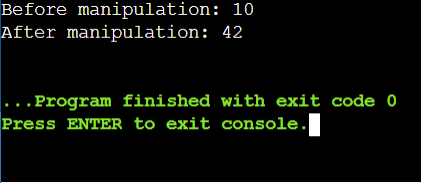 Before manipulation: 10
After manipulation: 42
...Program finished with exit code 0
Press ENTER to exit console.